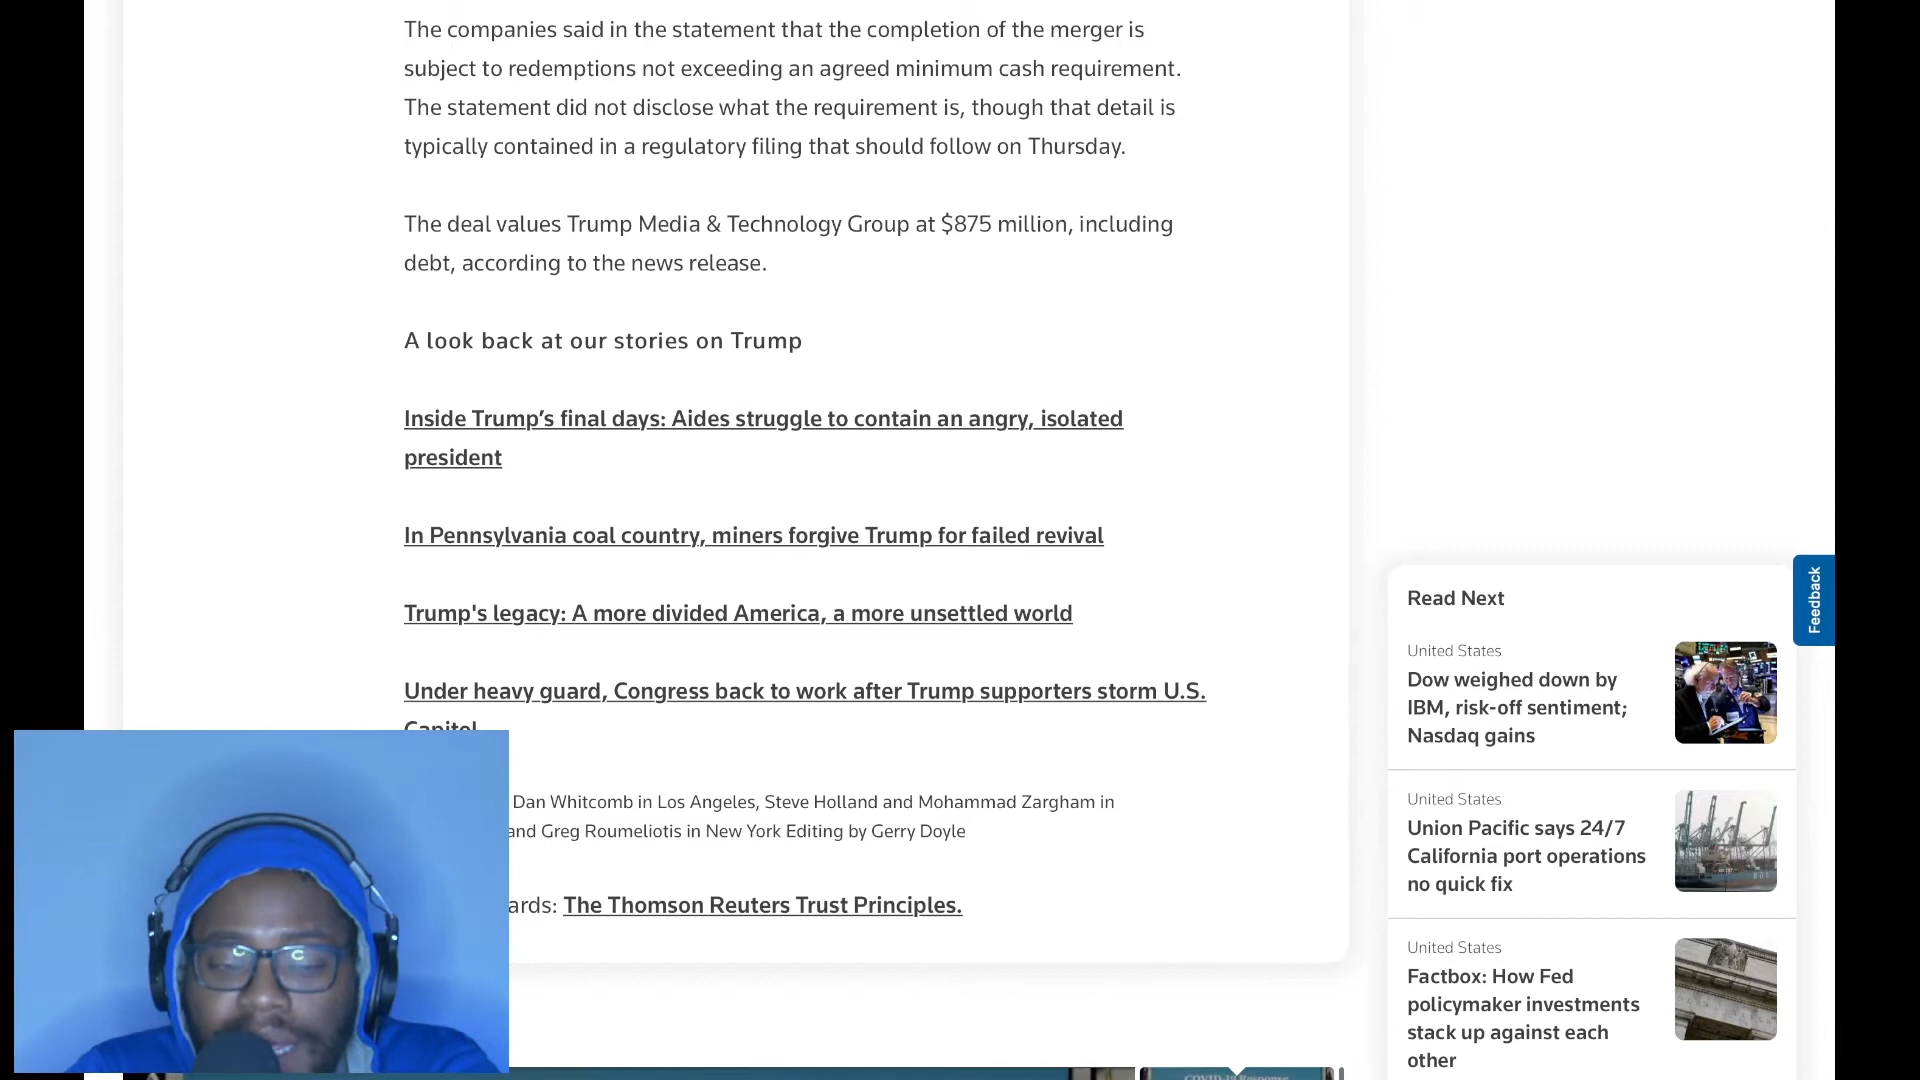 The companies said in the statement that the completion of the merger is
subject to redemptions not exceeding an agreed minimum cash requirement.
The statement did not disclose what the requirement is, though that detail is
typically contained in a regulatory filing that should follow on Thursday.
The deal values Trump Media & Technology Group at $875 million, including
debt, according to the news release.
A look back at our stories on Trump
Inside Trump’s final days: Aides struggle to contain an angry, isolated
president
In Pennsylvania coal country, miners forgive Trump for failed revival
Trump's legacy: A more divided America, a more unsettled world
Under heavy guard, Congress back to work after Trump supporters storm U.S.
Capitol
Dan Whitcomb in Los Angeles, Steve Holland and Mohammad Zargham in
and Greg Roumeliotis in New York Editing by Gerry Doyle
ards: The Thomson Reuters Trust Principles.
Feedback
Read Next
United States
Dow weighed down by
IBM, risk-off sentiment;
Nasdaq gains
United States
Union Pacific says 24/7
California port operations
no quick fix
United States
Factbox: How Fed
policymaker investments
stack up against each
other
COVID-19 Response